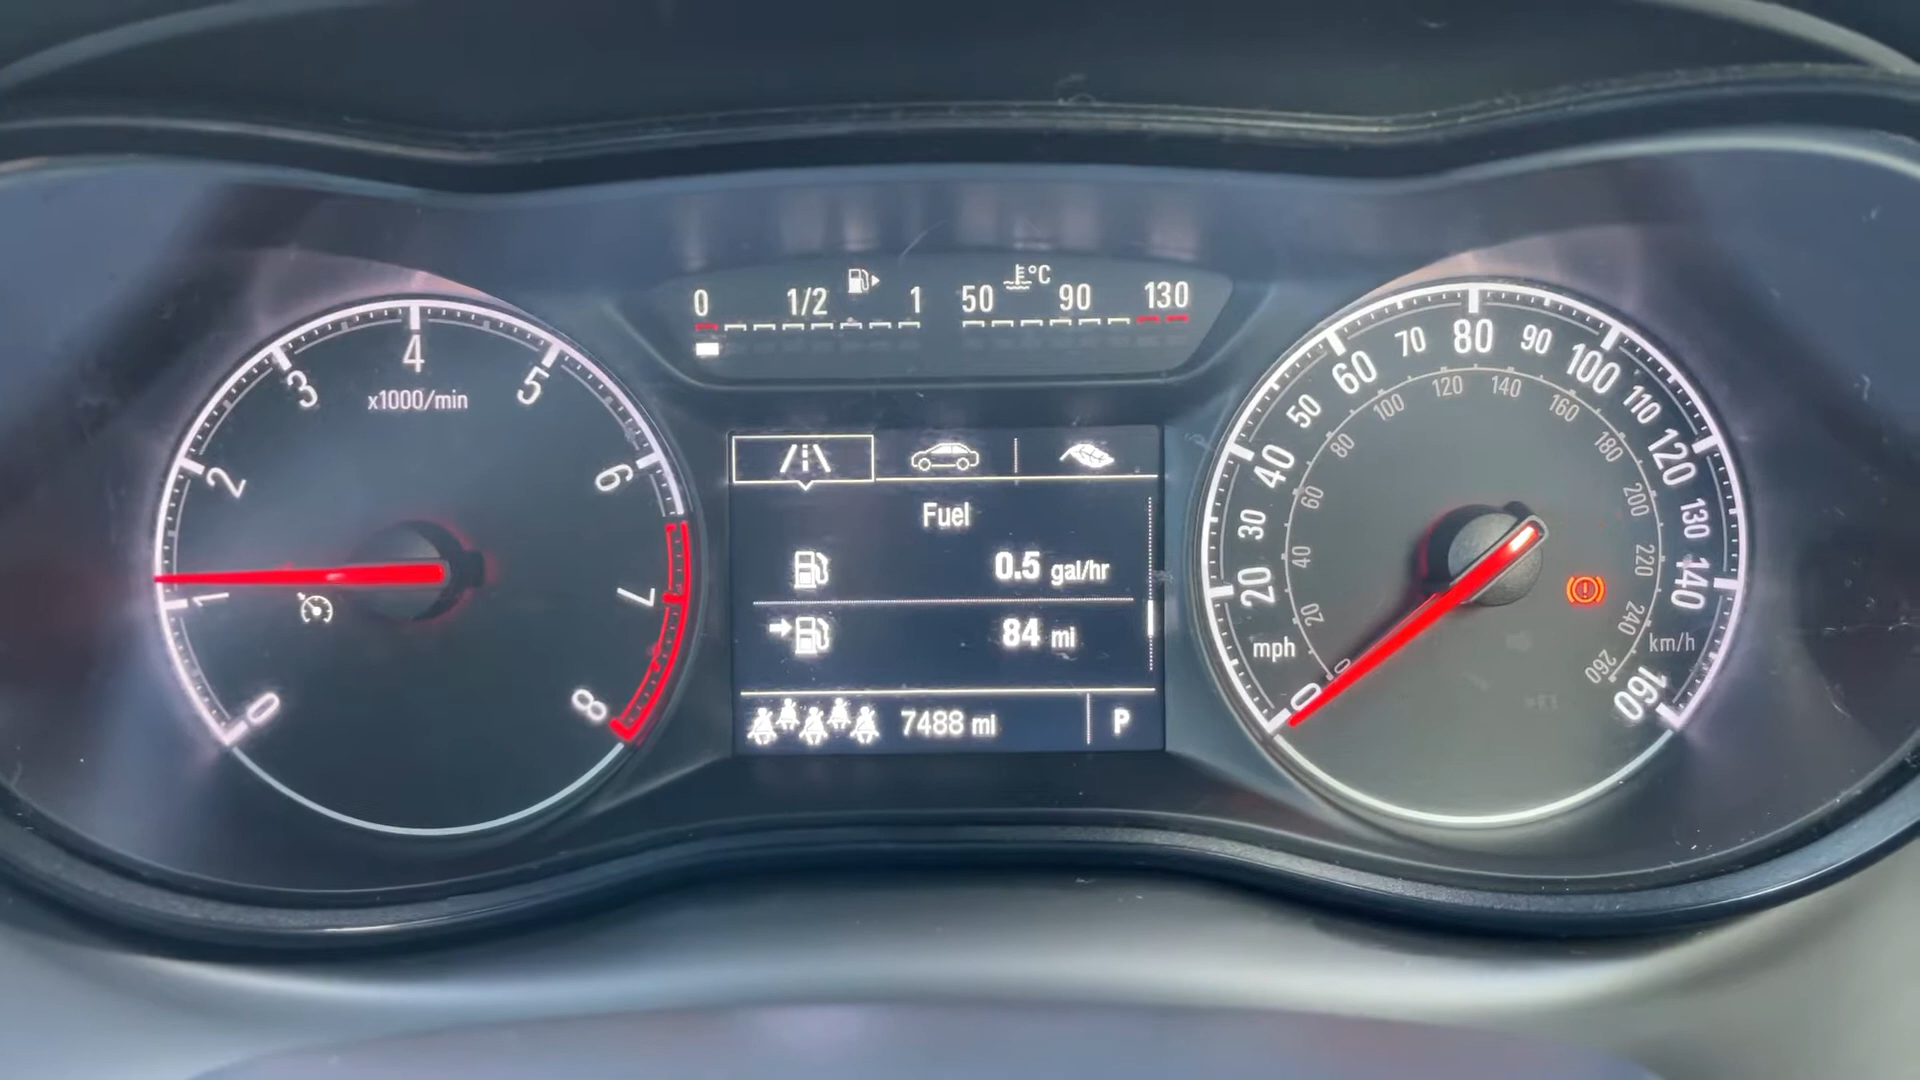 0 1/2 1 50 °C 90 130
0 1 2 3 4 5 6 7 8
x1000/min
Fuel
0.5 gal/hr
84 mi
7488 mi P
0 20 30 40 50 60 70 80 90 100 110 120 130 140 160
0 20 40 60 80 100 120 140 160 180 200 220 240 260
mph km/h